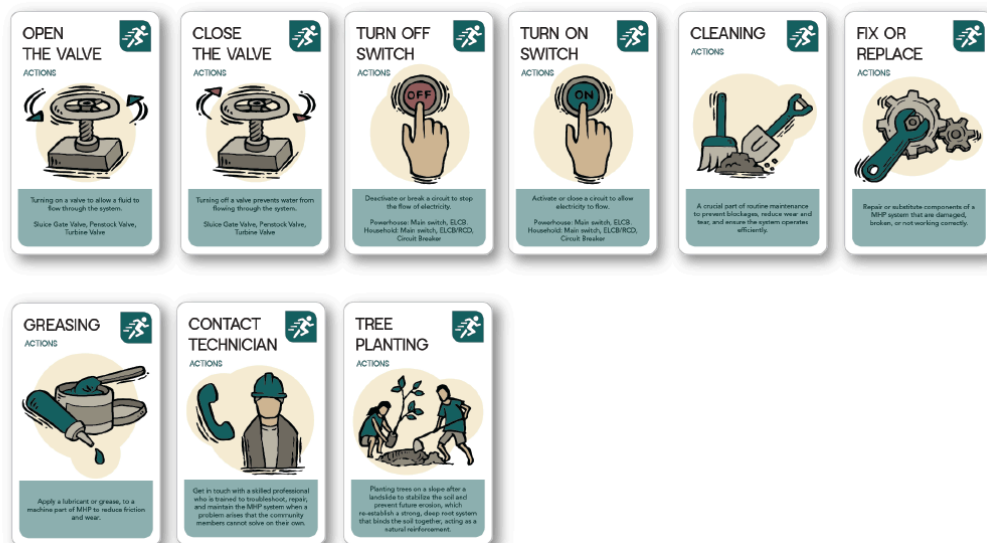 OPEN
THE VALVE
ACTIONS
Turning on a valve to allow a fluid to
flow through the system.
Sluice Gate Valve, Penstock Valve,
Turbine Valve
CLOSE
THE VALVE
ACTIONS
Turning off a valve prevents water from
flowing through the system.
Sluice Gate Valve, Penstock Valve,
Turbine Valve
TURN OFF
SWITCH
ACTIONS
OFF
Deactivate or break a circuit to stop
the flow of electricity.
Powerhouse: Main switch, ELCB.
Household: Main switch, ELCB/RCD,
Circuit Breaker
TURN ON
SWITCH
ACTIONS
ON
Activate or close a circuit to allow
electricity to flow.
Powerhouse: Main switch, ELCB.
Household: Main switch, ELCB/RCD,
Circuit Breaker
CLEANING
ACTIONS
A crucial part of routine maintenance
to prevent blockages, reduce wear and
tear, and ensure the system operates
efficiently.
FIX OR
REPLACE
ACTIONS
Repair or substitute components of a
MHP system that are damaged,
broken, or not working correctly.
GREASING
ACTIONS
Apply a lubricant or grease, to a
machine part of MHP to reduce friction
and wear.
CONTACT
TECHNICIAN
ACTIONS
Get in touch with a skilled professional
who is trained to troubleshoot, repair,
and maintain the MHP system when a
problem arises that the community
members cannot solve on their own.
TREE
PLANTING
ACTIONS
Planting trees on a slope after a
landslide to stabilize the soil and
prevent future erosion, which
re-establish a strong, deep root system
that binds the soil together, acting as a
natural reinforcement.